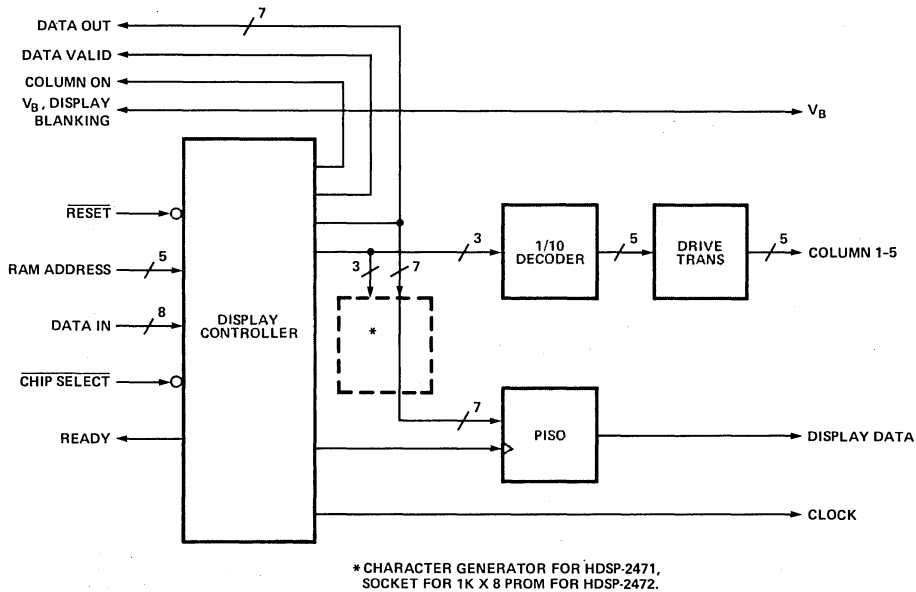 DATA OUT
7
DATA VALID
COLUMN ON
VB, DISPLAY
BLANKING
VB
RESET
RAM ADDRESS
5
DATA IN
8
CHIP SELECT
READY
DISPLAY
CONTROLLER
3
7
*
3
1/10
DECODER
5
DRIVE
TRANS
5
COLUMN 1-5
7
PISO
DISPLAY DATA
CLOCK
* CHARACTER GENERATOR FOR HDSP-2471,
SOCKET FOR 1K X 8 PROM FOR HDSP-2472.